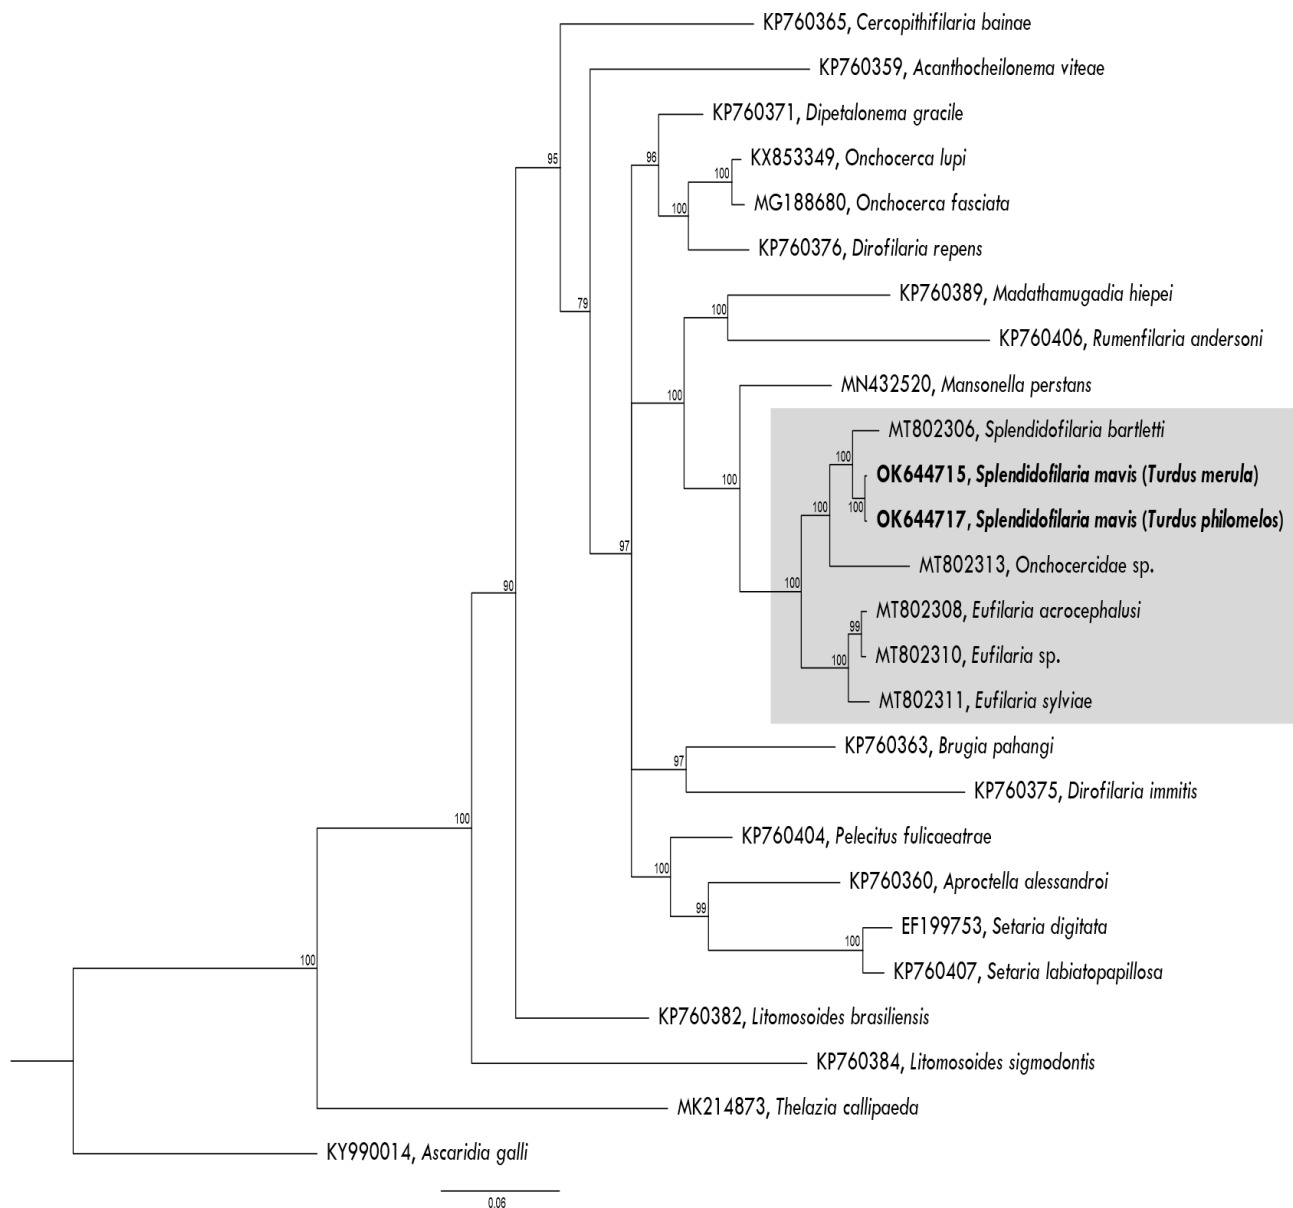 KP760365, Cercopithifilaria bainae
KP760359, Acanthocheilonema viteae
KP760371, Dipetalonema gracile
96
KX853349, Onchocerca lupi
95
100
MG188680, Onchocerca fasciata
100
KP760376, Dirofilaria repens
KP760389, Madathamugadia hiepei
79
100
KP760406, Rumenfilaria andersoni
MN432520, Mansonella perstans
100
MT802306, Splendidofilaria bartletti
100
OK644715, Splendidofilaria mavis (Turdus merula)
100
100
100
OK644717, Splendidofilaria mavis (Turdus philomelos)
97
MT802313, Onchocercidae sp.
100
90
MT802308, Eufilaria acrocephalusi
99
MT802310, Eufilaria sp.
100
MT802311, Eufilaria sylviae
KP760363, Brugia pahangi
97
KP760375, Dirofilaria immitis
100
KP760404, Pelecitus fulicaeatrae
100
KP760360, Aproctella alessandroi
99
EF199753, Setaria digitata
100
100
KP760407, Setaria labiatopapillosa
KP760382, Litomosoides brasiliensis
KP760384, Litomosoides sigmodontis
MK214873, Thelazia callipaeda
KY990014, Ascaridia galli
0.06